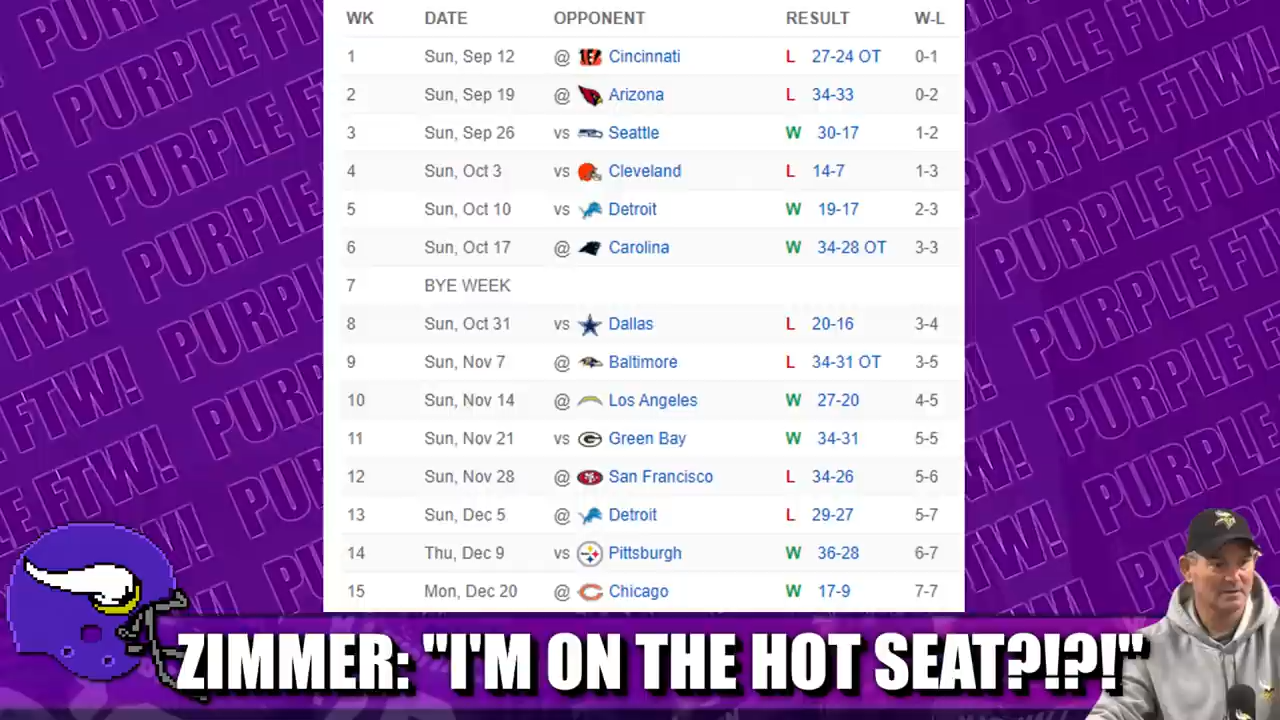 WK DATE OPPONENT RESULT W-L
1 Sun, Sep 12 @ Cincinnati L 27-24 OT 0-1
2 Sun, Sep 19 @ Arizona L 34-33 0-2
3 Sun, Sep 26 vs Seattle W 30-17 1-2
4 Sun, Oct 3 vs Cleveland L 14-7 1-3
5 Sun, Oct 10 vs Detroit W 19-17 2-3
6 Sun, Oct 17 @ Carolina W 34-28 OT 3-3
7 BYE WEEK
8 Sun, Oct 31 vs Dallas L 20-16 3-4
9 Sun, Nov 7 @ Baltimore L 34-31 OT 3-5
10 Sun, Nov 14 @ Los Angeles W 27-20 4-5
11 Sun, Nov 21 vs Green Bay W 34-31 5-5
12 Sun, Nov 28 @ San Francisco L 34-26 5-6
13 Sun, Dec 5 @ Detroit L 29-27 5-7
14 Thu, Dec 9 vs Pittsburgh W 36-28 6-7
15 Mon, Dec 20 @ Chicago W 17-9 7-7
ZIMMER: "I'M ON THE HOT SEAT?!?!"
PURPLE FTW!